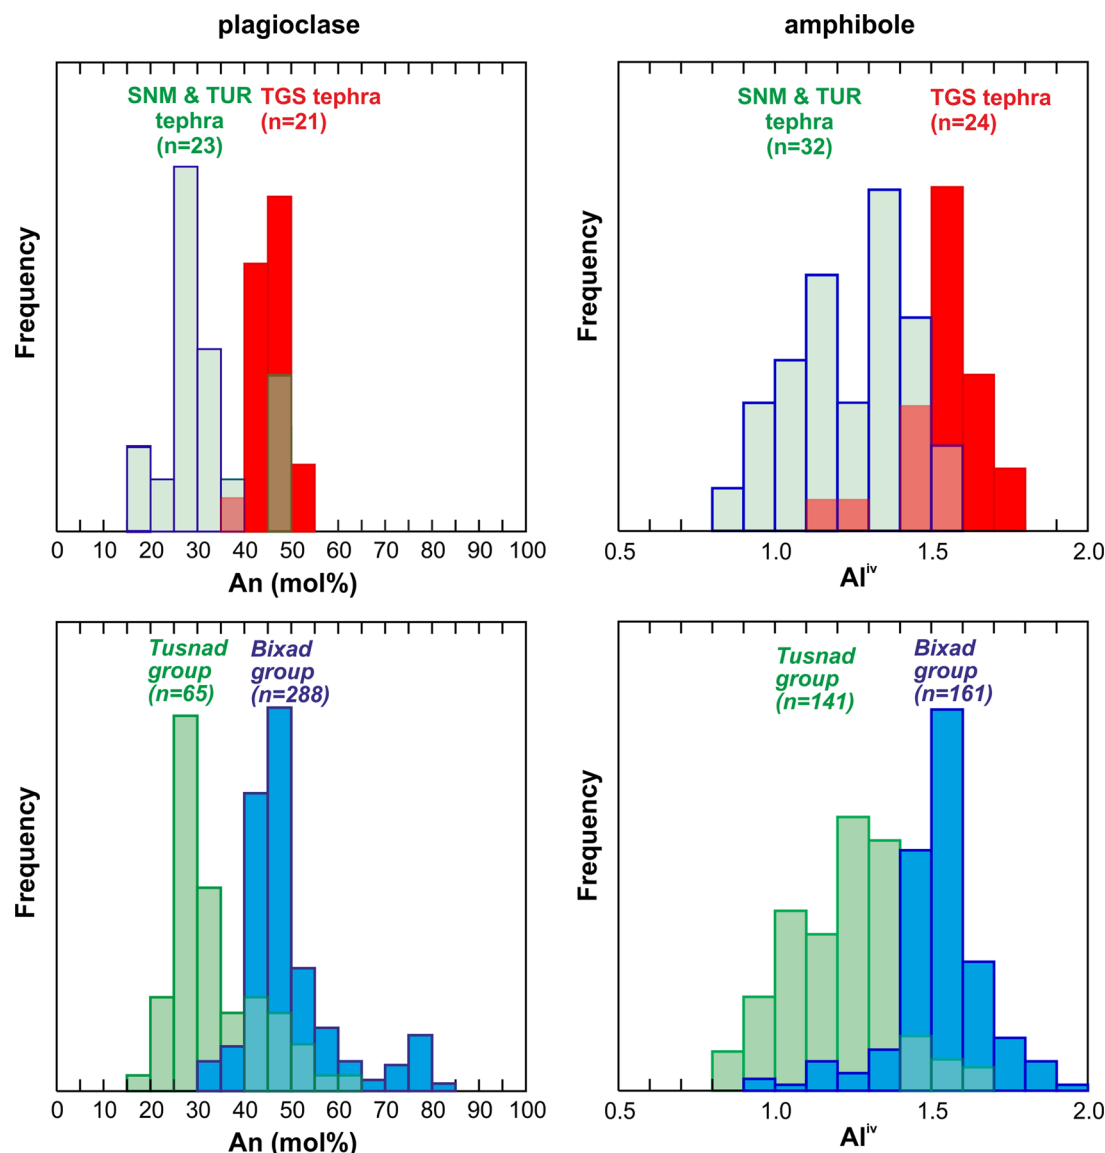 plagioclase
SNM & TUR
tephra
(n=23)
TGS tephra
(n=21)
Frequency
0 10 20 30 40 50 60 70 80 90 100
An (mol%)
amphibole
SNM & TUR
tephra
(n=32)
TGS tephra
(n=24)
Frequency
0.5 1.0 1.5 2.0
Al^iv
Tusnad
group
(n=65)
Bixad
group
(n=288)
Frequency
0 10 20 30 40 50 60 70 80 90 100
An (mol%)
Tusnad
group
(n=141)
Bixad
group
(n=161)
Frequency
0.5 1.0 1.5 2.0
Al^iv